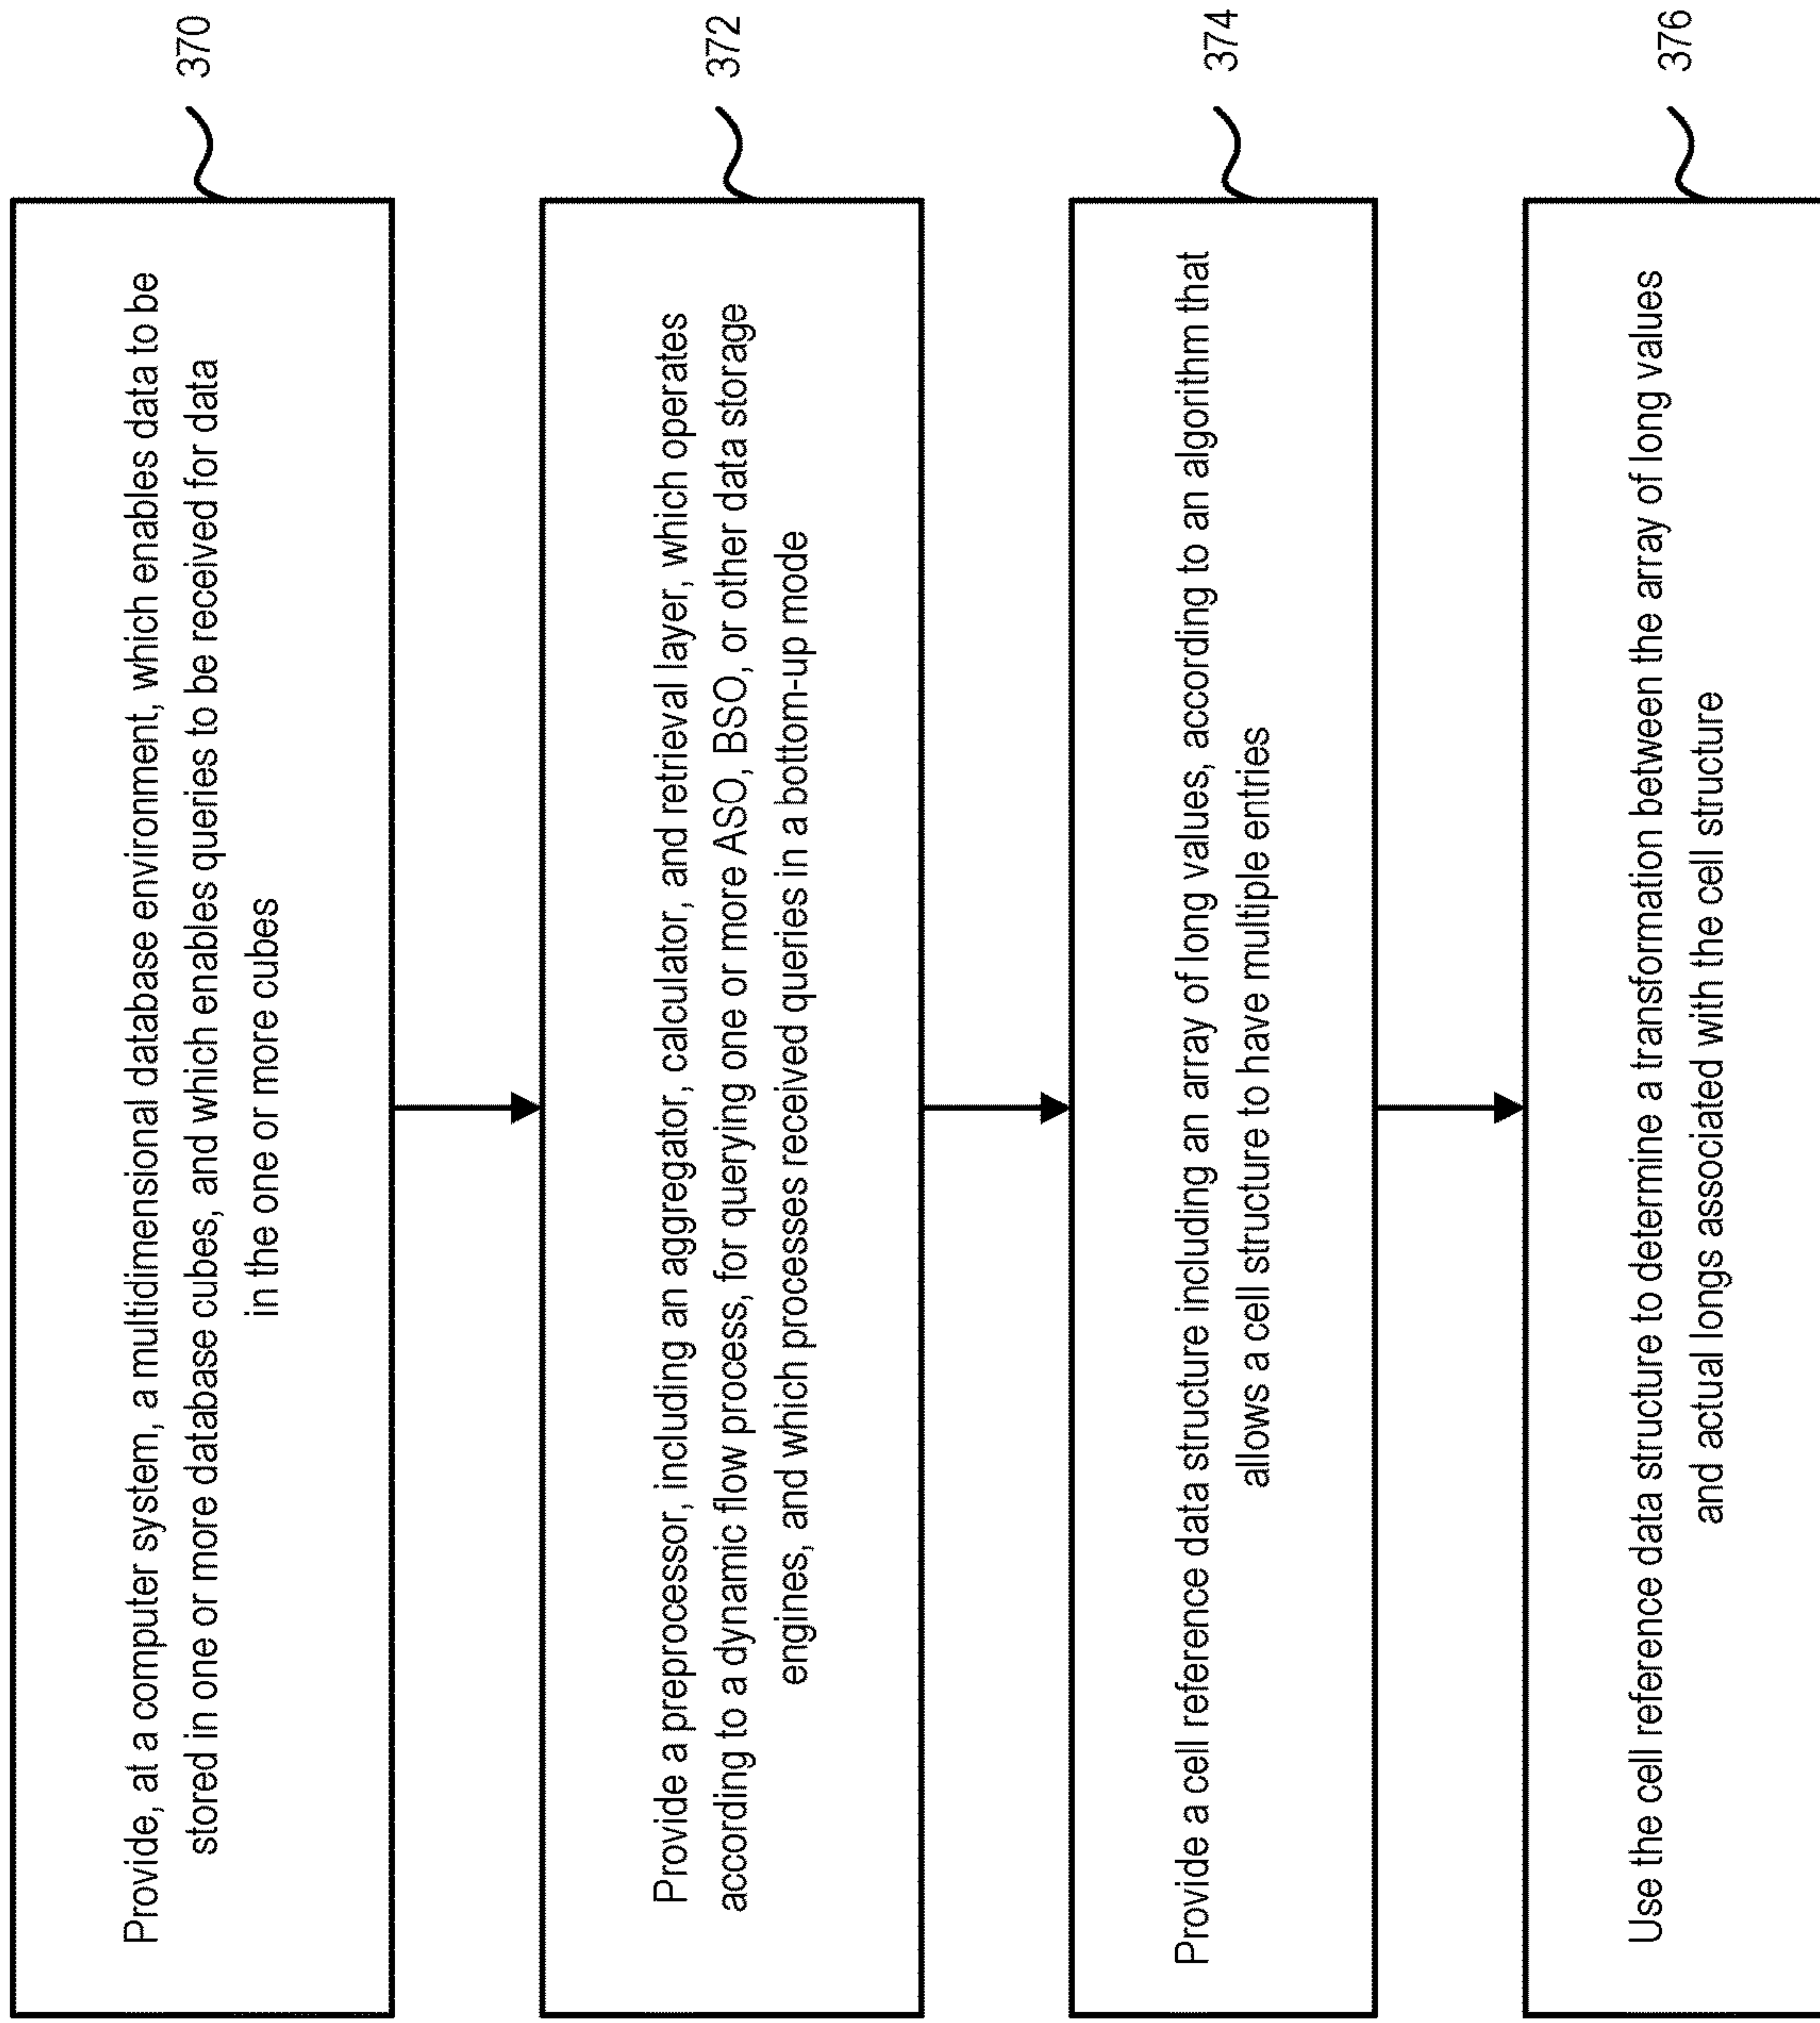 Provide, at a computer system, a multidimensional database environment, which enables data to be
stored in one or more database cubes, and which enables queries to be received for data
in the one or more cubes
370
Provide a preprocessor, including an aggregator, calculator, and retrieval layer, which operates
according to a dynamic flow process, for querying one or more ASO, BSO, or other data storage
engines, and which processes received queries in a bottom-up mode
372
Provide a cell reference data structure including an array of long values, according to an algorithm that
allows a cell structure to have multiple entries
374
Use the cell reference data structure to determine a transformation between the array of long values
and actual longs associated with the cell structure
376